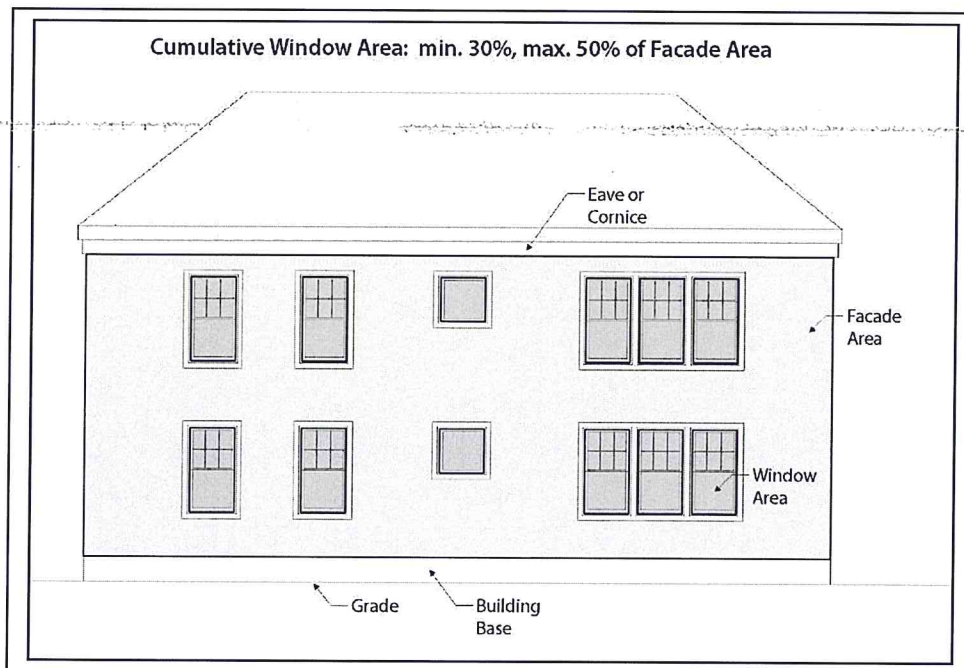 Cumulative Window Area: min. 30%, max. 50% of Facade Area
Eave or
Cornice
Facade
Area
Window
Area
Grade
Building
Base